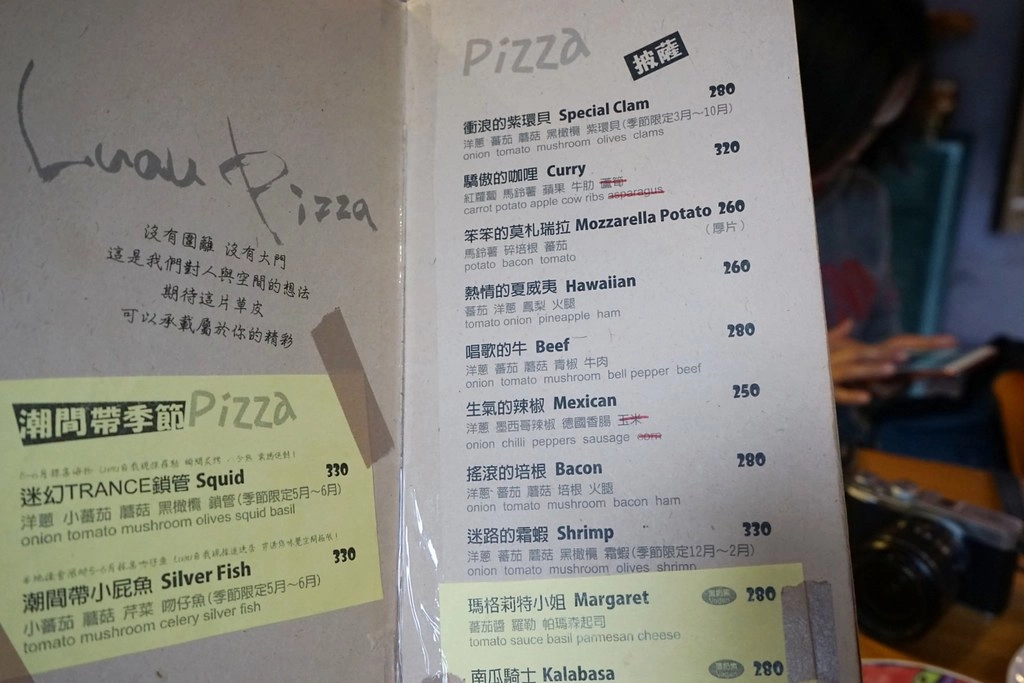 Luau Pizza
沒有圍籬 沒有大門
這是我們對人與空間的想法
期待這片草皮
可以承載屬於你的精彩
潮間帶季節Pizza
330
迷幻TRANCE鎖管 Squid
洋蔥 小蕃茄 蘑菇 黑橄欖 鎖管(季節限定5月～6月)
onion tomato mushroom olives squid basil
330
潮間帶小屁魚 Silver Fish
小蕃茄 蘑菇 芹菜 吻仔魚(季節限定5月～6月)
tomato mushroom celery silver fish
Pizza 披薩
280
衝浪的紫環貝 Special Clam
洋蔥 蕃茄 蘑菇 黑橄欖 紫環貝(季節限定3月～10月)
onion tomato mushroom olives clams
320
驕傲的咖哩 Curry
紅蘿蔔 馬鈴薯 蘋果 牛肋 蘆筍
carrot potato apple cow ribs asparagus
笨笨的莫札瑞拉 Mozzarella Potato 260
馬鈴薯 碎培根 蕃茄 (厚片)
potato bacon tomato
260
熱情的夏威夷 Hawaiian
蕃茄 洋蔥 鳳梨 火腿
tomato onion pineapple ham
280
唱歌的牛 Beef
洋蔥 蕃茄 蘑菇 青椒 牛肉
onion tomato mushroom bell pepper beef
250
生氣的辣椒 Mexican
洋蔥 墨西哥辣椒 德國香腸 玉米
onion chilli peppers sausage corn
280
搖滾的培根 Bacon
洋蔥 蕃茄 蘑菇 培根 火腿
onion tomato mushroom bacon ham
330
迷路的霜蝦 Shrimp
洋蔥 蕃茄 蘑菇 黑橄欖 霜蝦(季節限定12月～2月)
onion tomato mushroom olives shrimp
瑪格莉特小姐 Margaret 280
蕃茄醬 羅勒 帕瑪森起司
tomato sauce basil parmesan cheese
南瓜騎士 Kalabasa 280